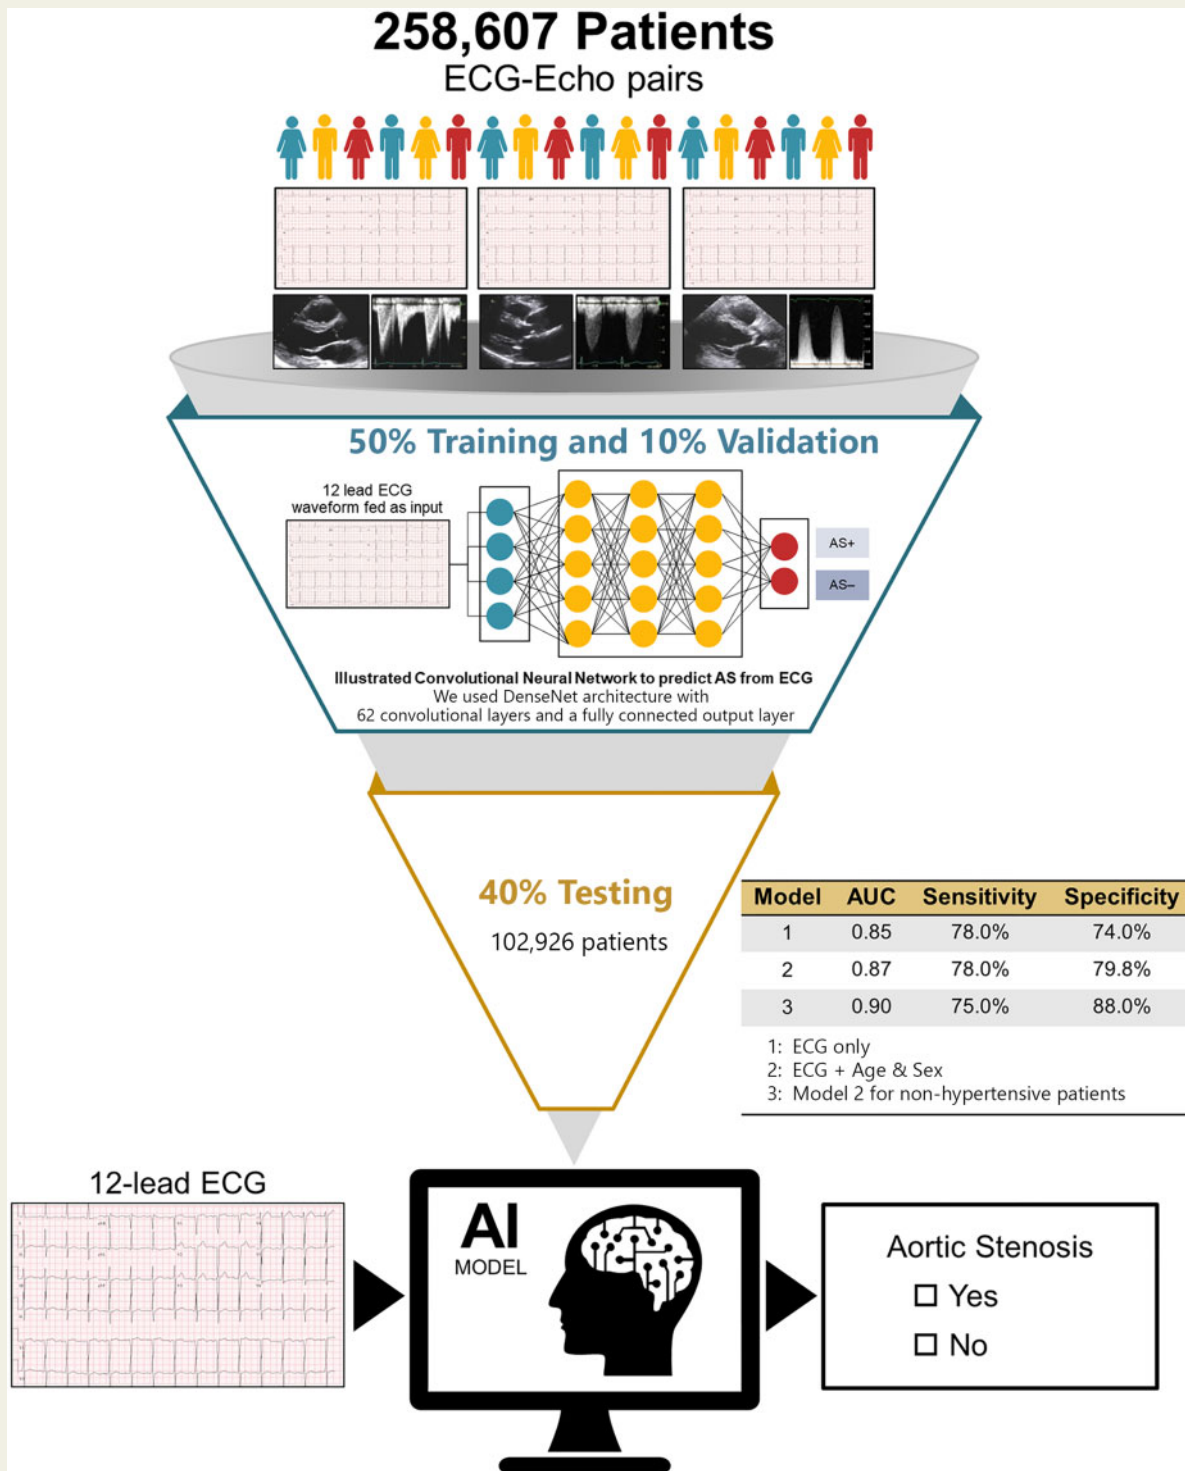 258,607 Patients
ECG-Echo pairs
50% Training and 10% Validation
12 lead ECG
waveform fed as input
AS+
AS–
Illustrated Convolutional Neural Network to predict AS from ECG
We used DenseNet architecture with
62 convolutional layers and a fully connected output layer
40% Testing
102,926 patients
Model AUC Sensitivity Specificity
1 0.85 78.0% 74.0%
2 0.87 78.0% 79.8%
3 0.90 75.0% 88.0%
1: ECG only
2: ECG + Age & Sex
3: Model 2 for non-hypertensive patients
12-lead ECG
AI
MODEL
Aortic Stenosis
Yes
No